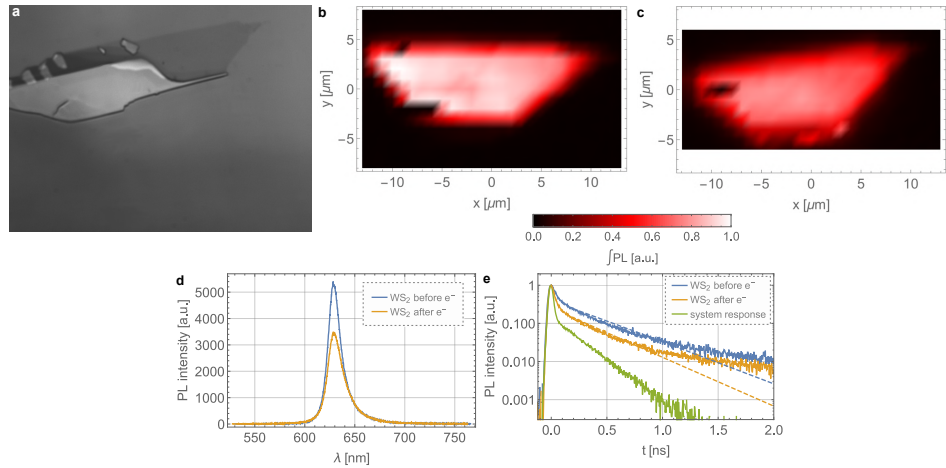 a
b
5
0
−5
y [μm]
−10
−5
0
5
10
x [μm]
c
5
0
−5
y [μm]
−10
−5
0
5
10
x [μm]
0.0
0.2
0.4
0.6
0.8
1.0
∫PL [a.u.]
d
5000
4000
3000
2000
1000
0
PL intensity [a.u.]
550
600
650
700
750
λ [nm]
WS₂ before e⁻
WS₂ after e⁻
e
1
0.100
0.010
0.001
PL intensity [a.u.]
0.0
0.5
1.0
1.5
2.0
t [ns]
WS₂ before e⁻
WS₂ after e⁻
system response